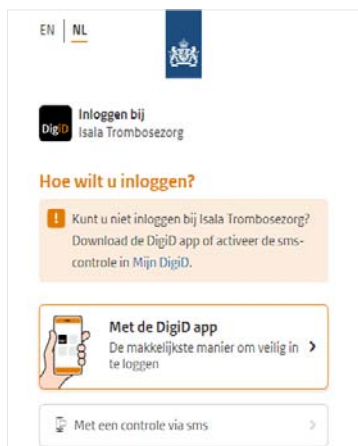 EN | NL
DigiD
Inloggen bij
Isala Trombosezorg
Hoe wilt u inloggen?
! Kunt u niet inloggen bij Isala Trombosezorg?
Download de DigiD app of activeer de sms-
controle in Mijn DigiD.
Met de DigiD app
De makkelijkste manier om veilig in
te loggen
Met een controle via sms